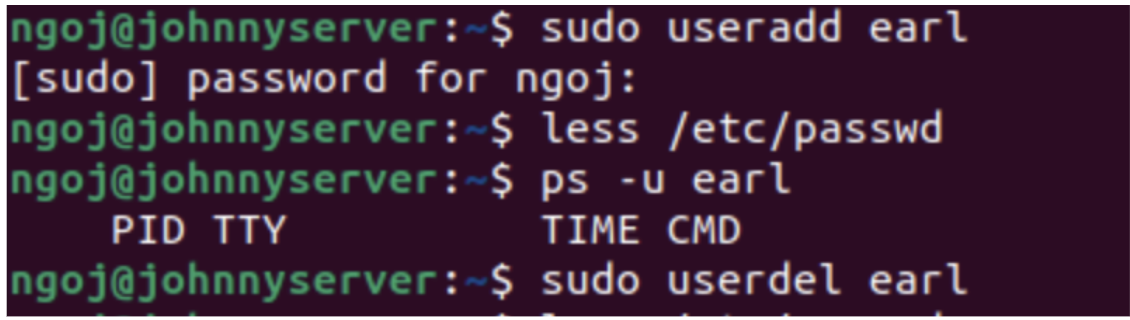 ngoj@johnnyserver:~$ sudo useradd earl
[sudo] password for ngoj:
ngoj@johnnyserver:~$ less /etc/passwd
ngoj@johnnyserver:~$ ps -u earl
    PID TTY          TIME CMD
ngoj@johnnyserver:~$ sudo userdel earl